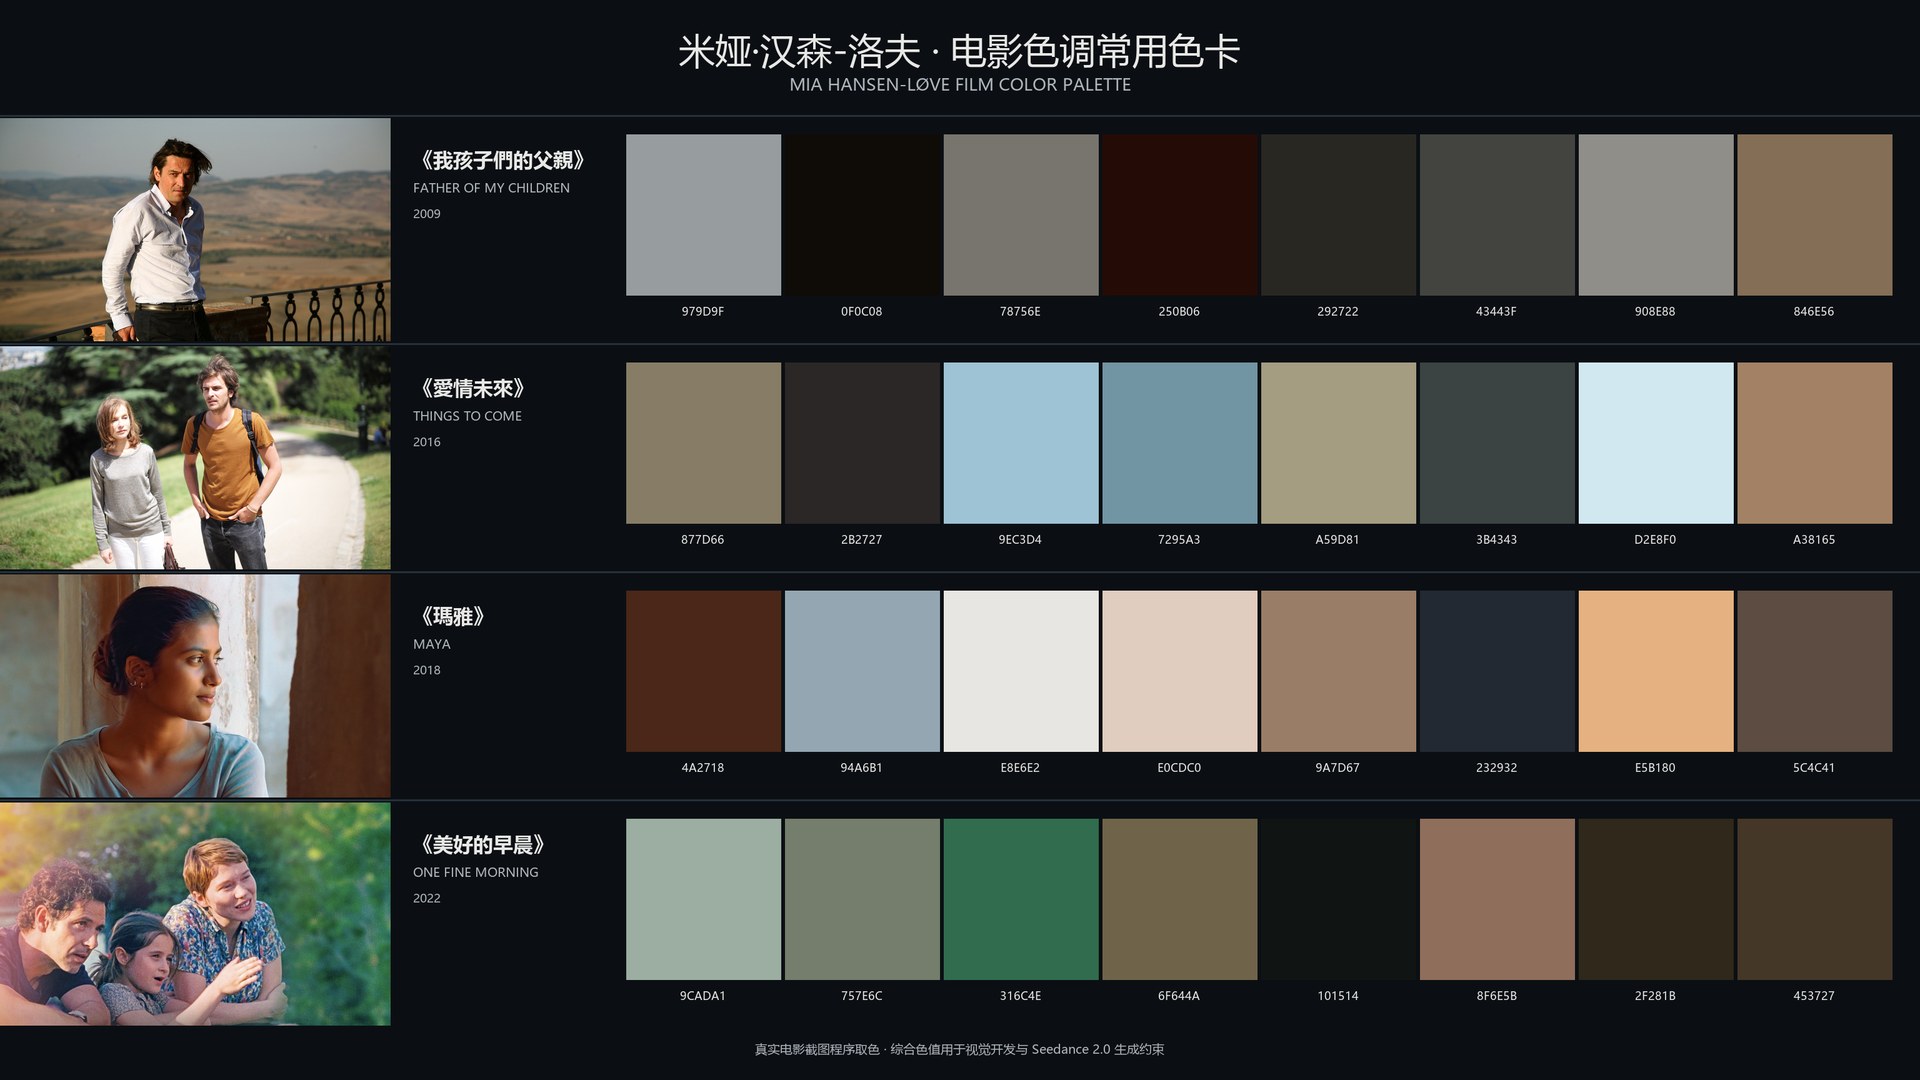 米娅·汉森-洛夫 · 电影色调常用色卡
MIA HANSEN-LØVE FILM COLOR PALETTE
《我孩子們的父親》
FATHER OF MY CHILDREN
2009
979D9F 0F0C08 78756E 250B06 292722 43443F 908E88 846E56
《愛情未來》
THINGS TO COME
2016
877D66 2B2727 9EC3D4 7295A3 A59D81 3B4343 D2E8F0 A38165
《瑪雅》
MAYA
2018
4A2718 94A6B1 E8E6E2 E0CDC0 9A7D67 232932 E5B180 5C4C41
《美好的早晨》
ONE FINE MORNING
2022
9CADA1 757E6C 316C4E 6F644A 101514 8F6E5B 2F281B 453727
真实电影截图程序取色 · 综合色值用于视觉开发与 Seedance 2.0 生成约束